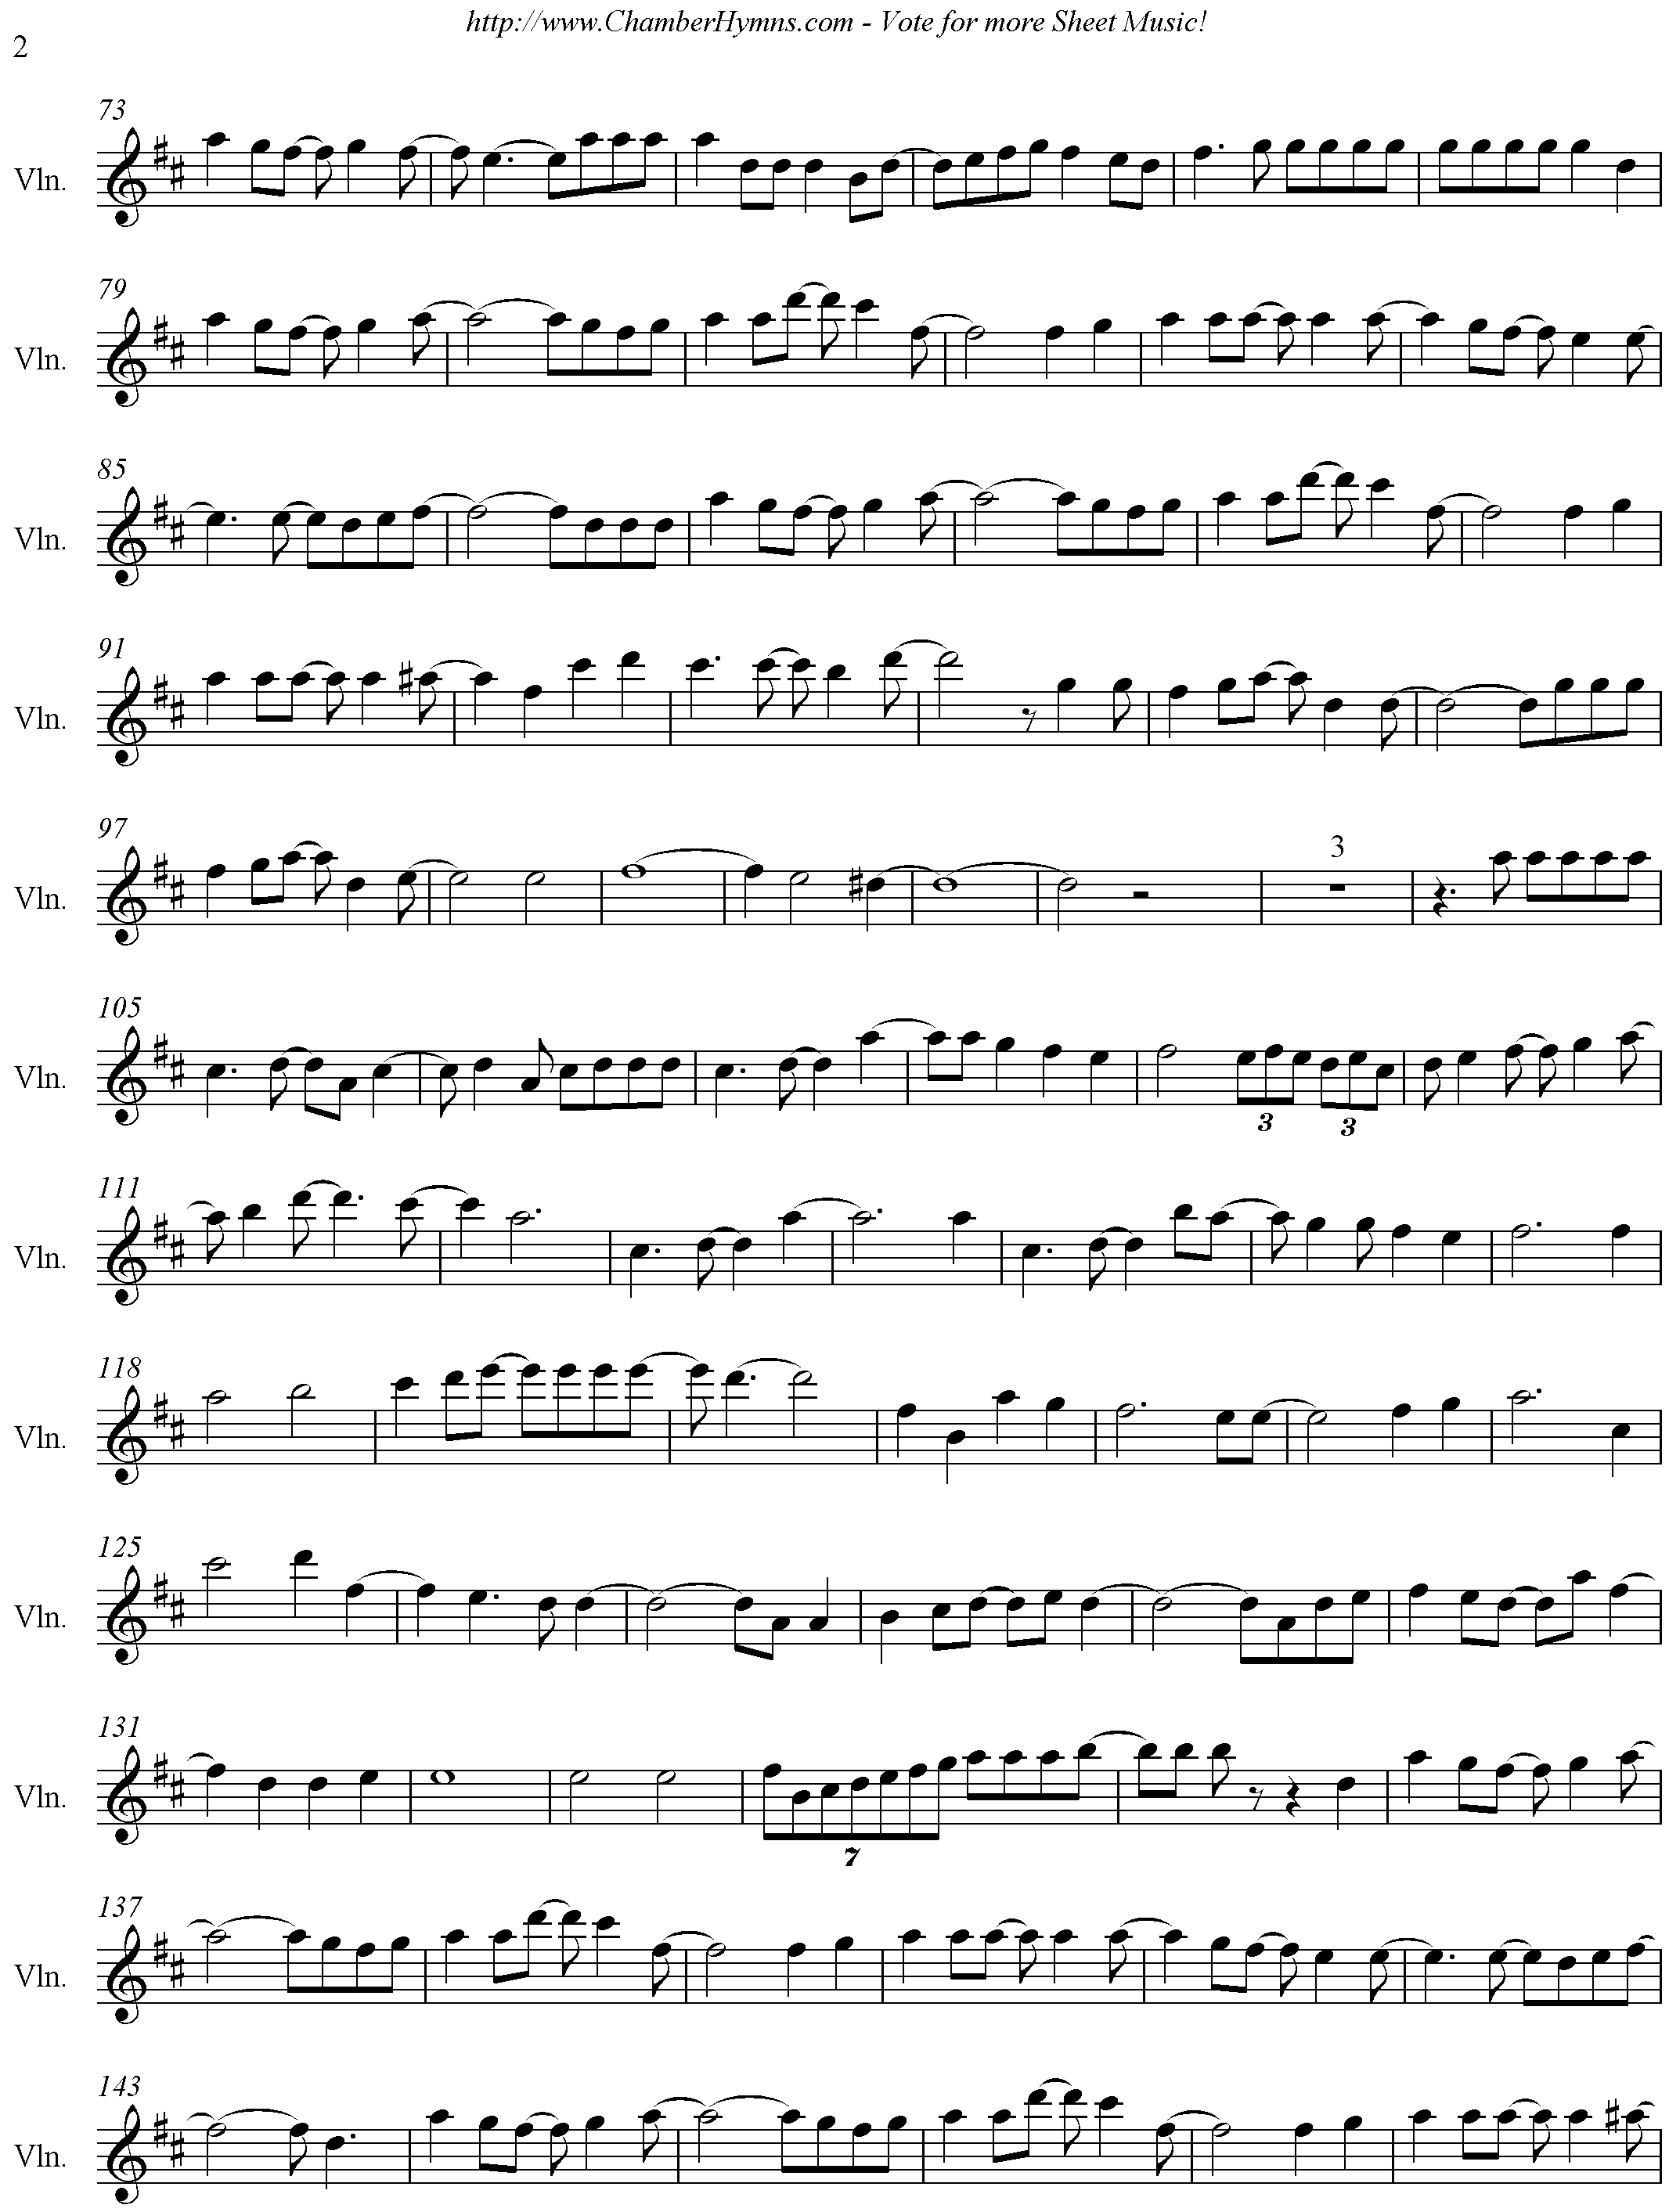 http://www.ChamberHymns.com - Vote for more Sheet Music!
2
73
Vln.
79
Vln.
85
Vln.
91
Vln.
97
3
Vln.
105
Vln.
3
3
111
Vln.
118
Vln.
125
Vln.
131
Vln.
7
137
Vln.
143
Vln.